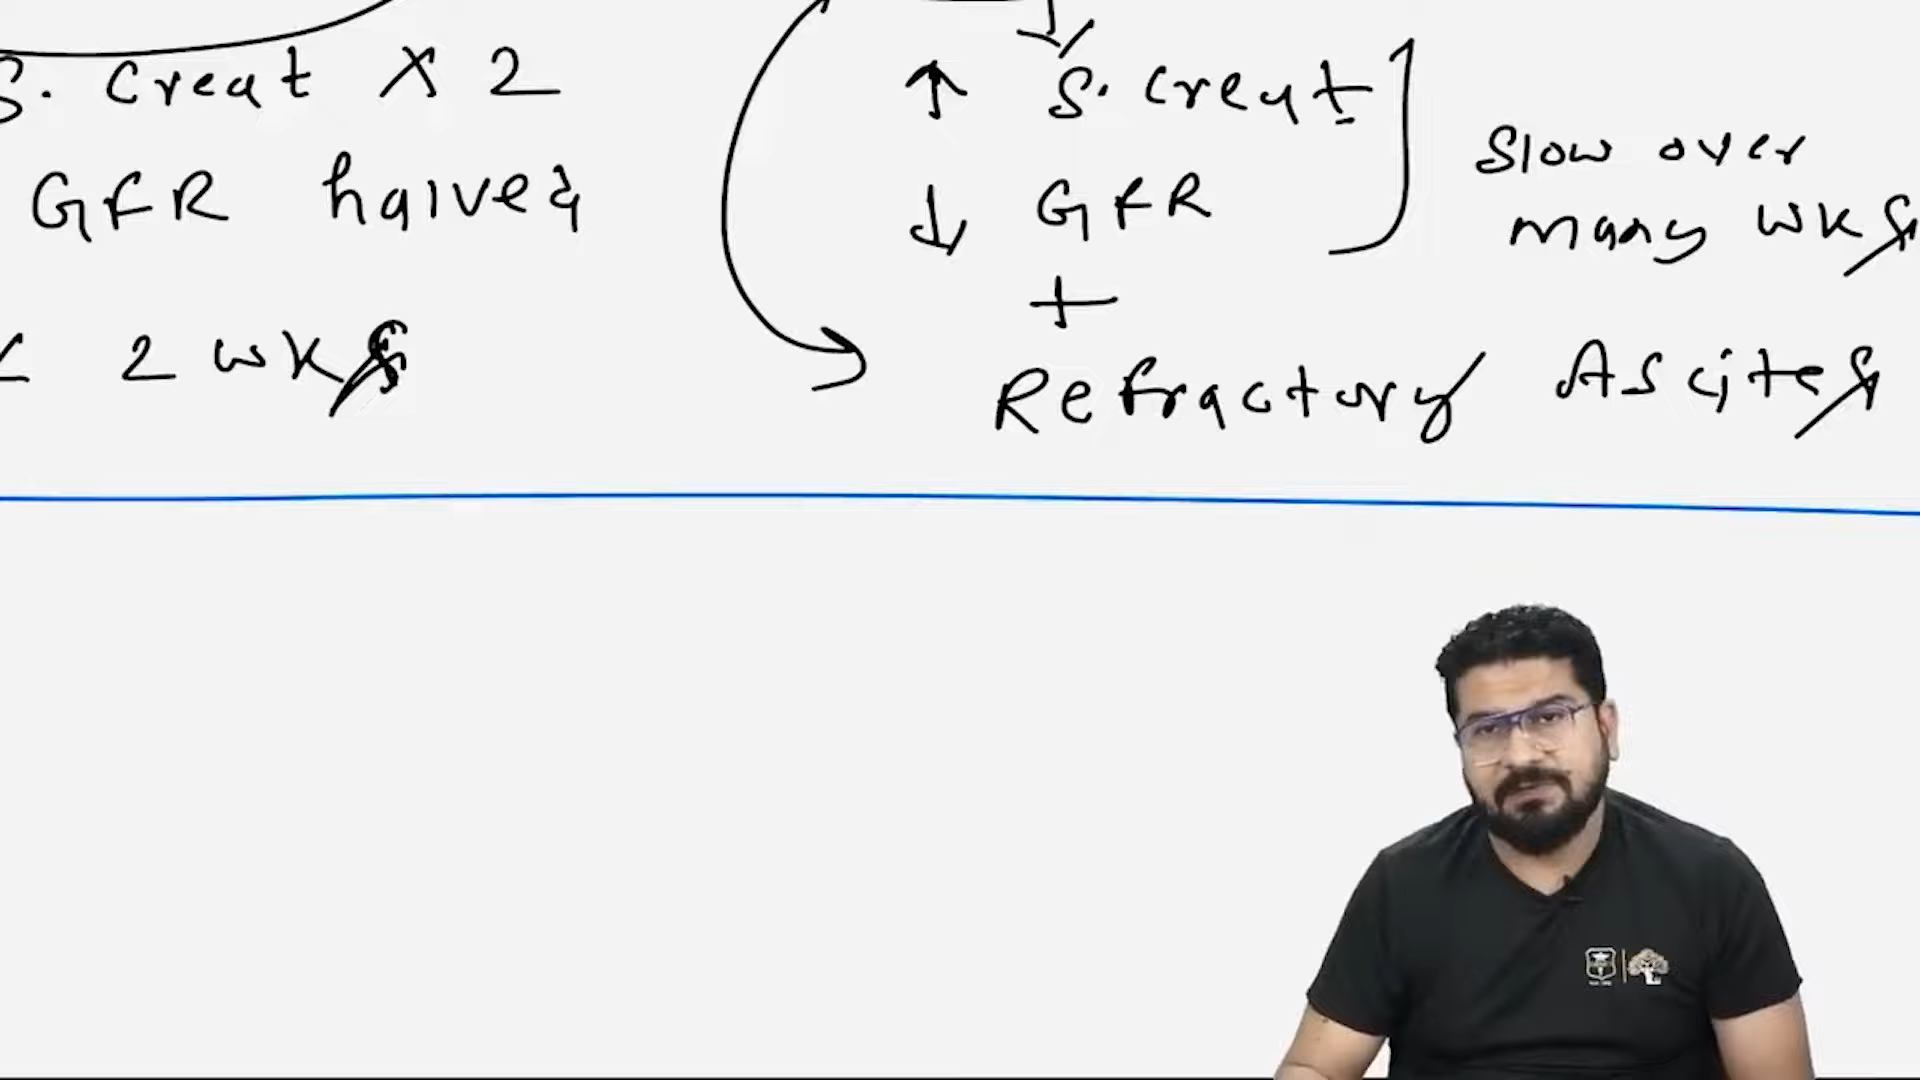 S. Creat X 2
GFR halved
< 2 wks
↑ S. creat
↓ GFR
slow over
many wks
+
Refractory Ascites